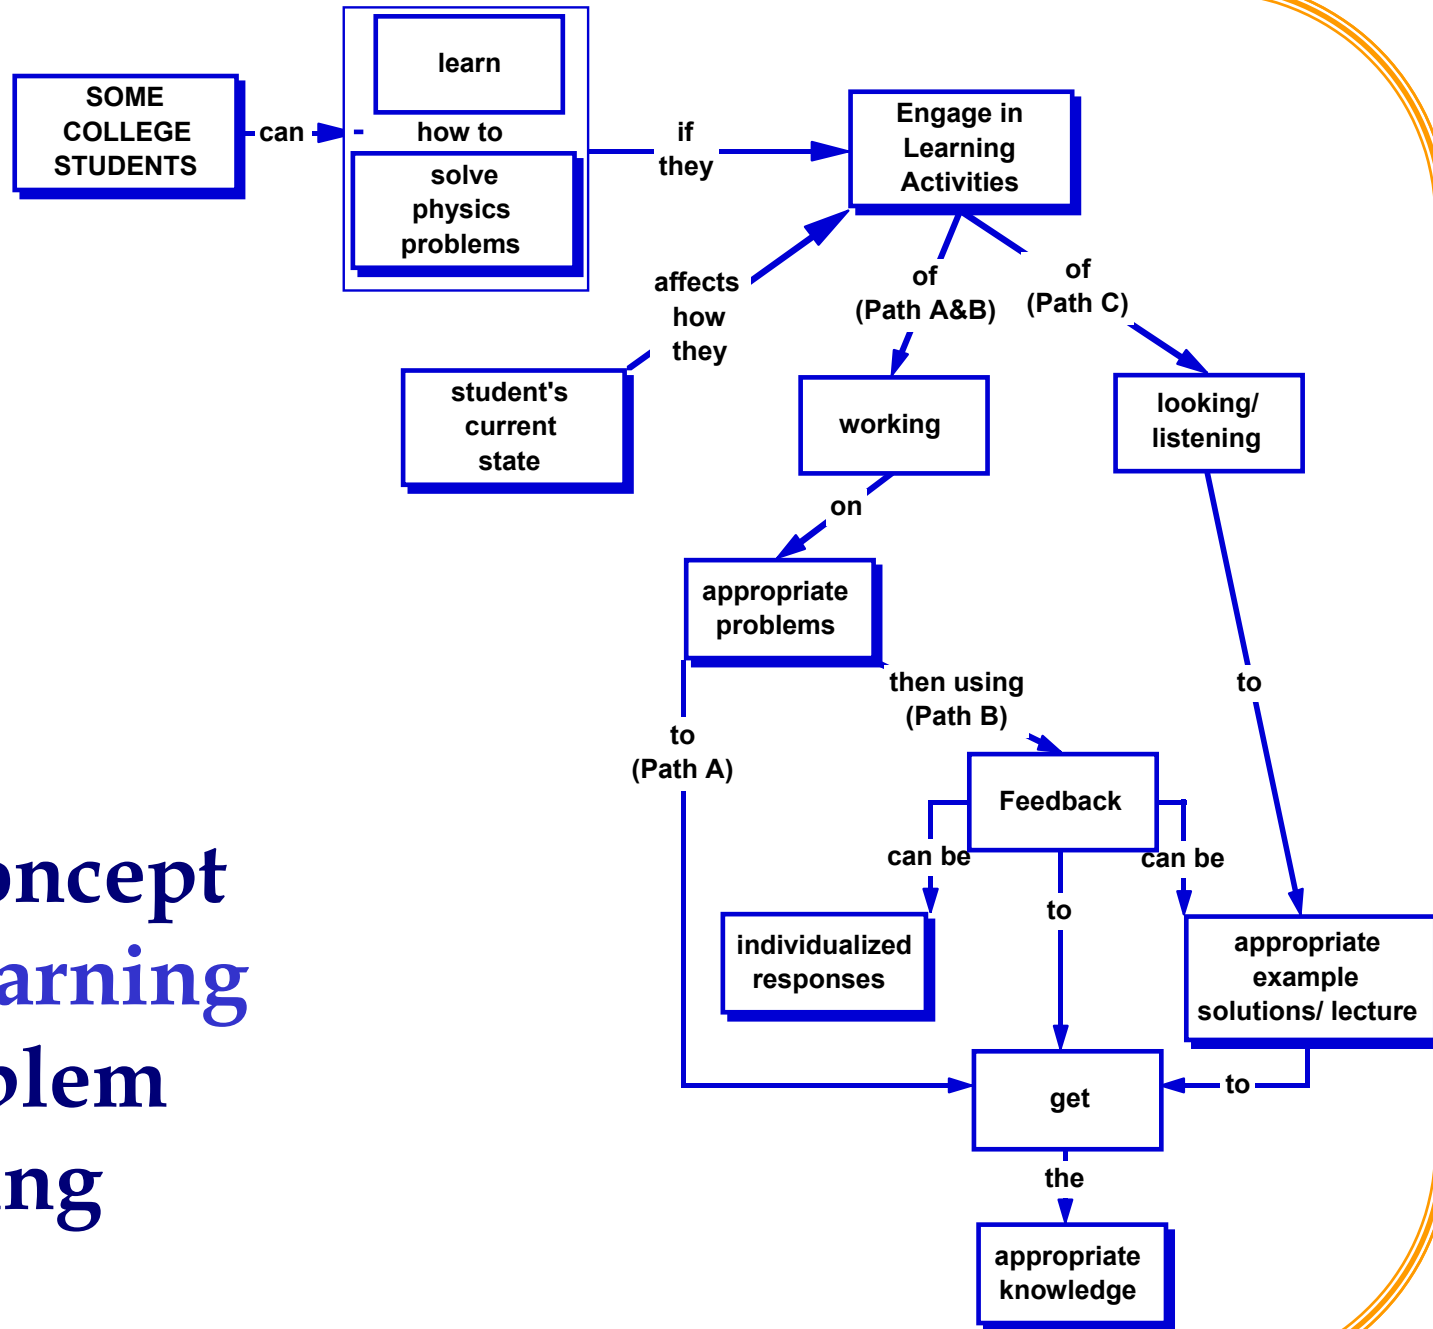 learn
SOME
COLLEGE
STUDENTS
can
how to
solve
physics
problems
if
they
Engage in
Learning
Activities
affects
how
they
of
(Path A&B)
of
(Path C)
student's
current
state
working
looking/
listening
on
appropriate
problems
then using
(Path B)
to
to
(Path A)
Feedback
can be
can be
to
individualized
responses
appropriate
example
solutions/ lecture
get
to
the
appropriate
knowledge
oncept
arning
blem
ing